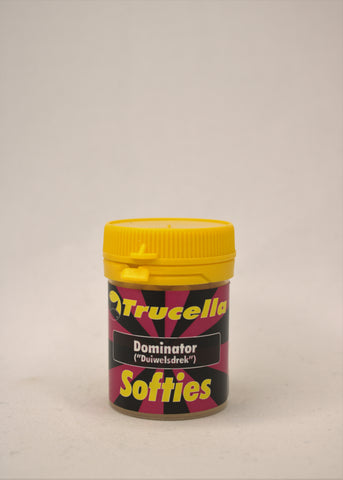 Trucella
Dominator
("Duiwelsdrek")
Softies